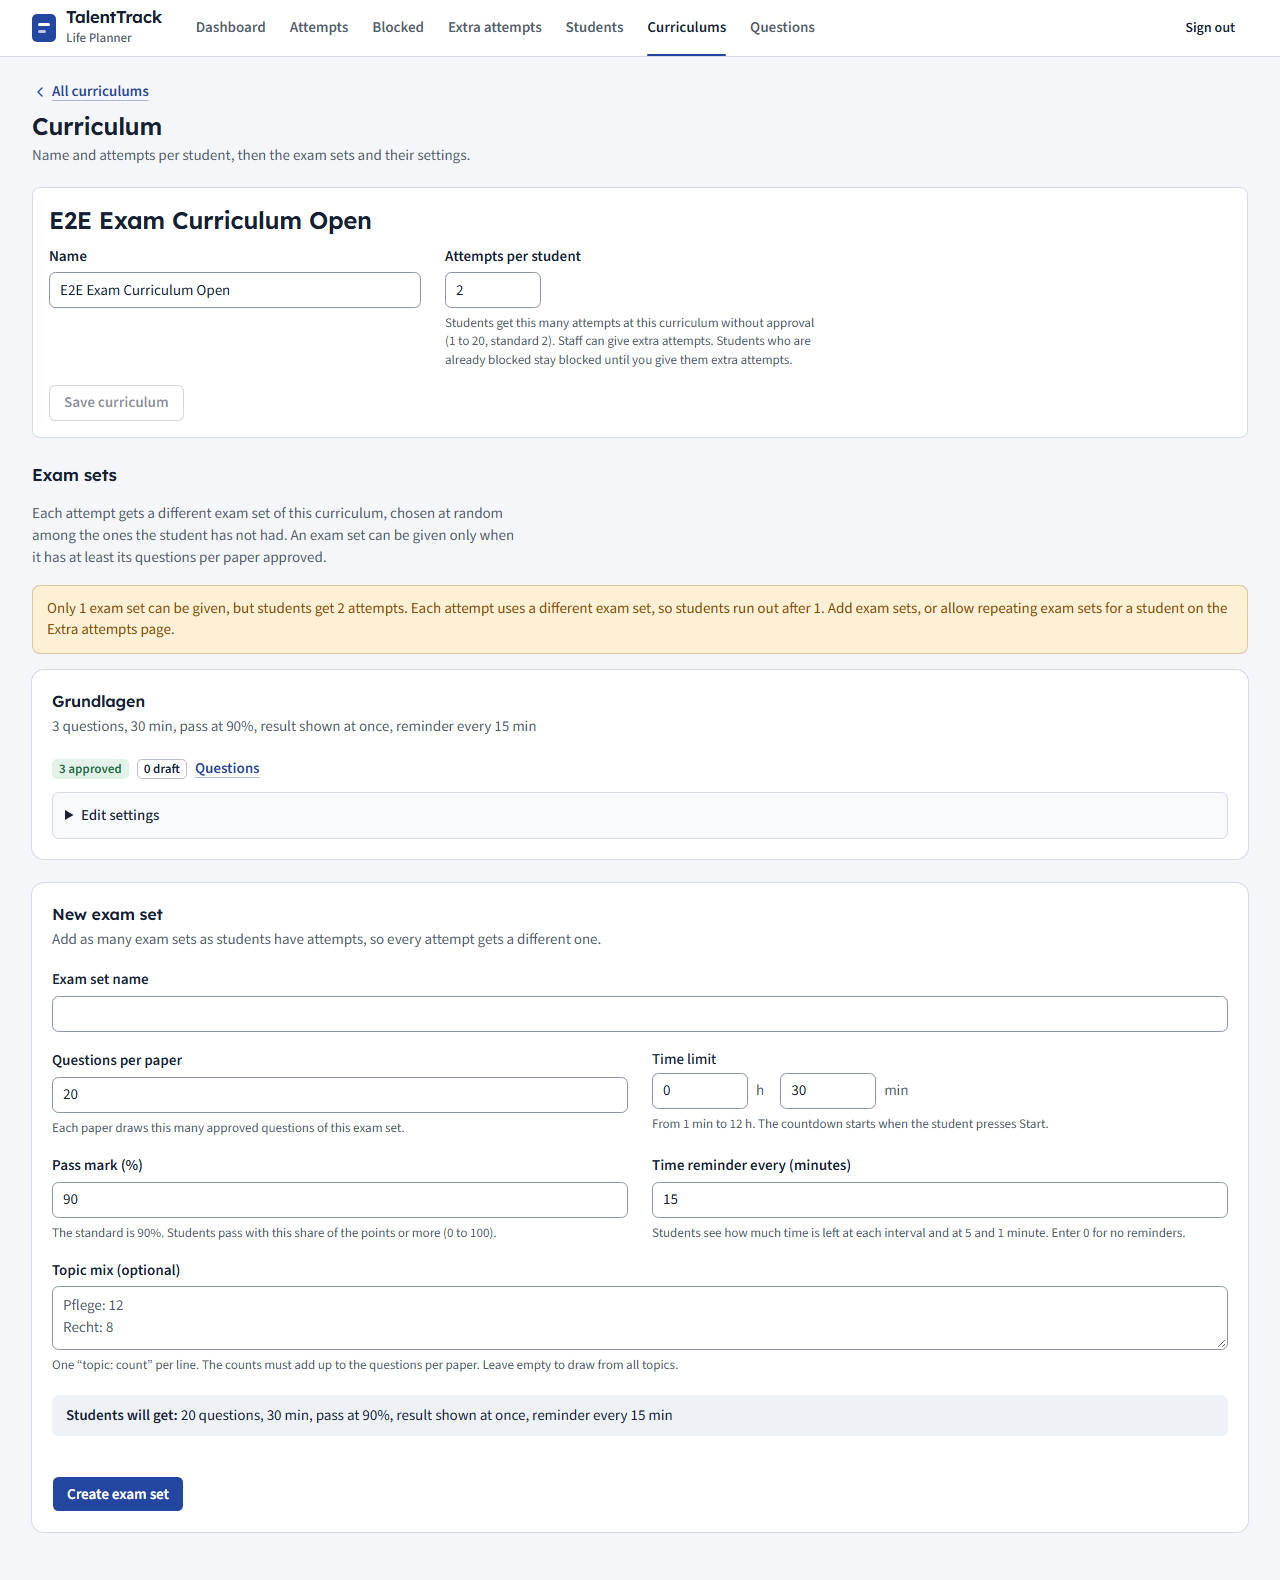 TalentTrack
Life Planner
Dashboard
Attempts
Blocked
Extra attempts
Students
Curriculums
Questions
Sign out
All curriculums
Curriculum
Name and attempts per student, then the exam sets and their settings.
E2E Exam Curriculum Open
Name
Attempts per student
E2E Exam Curriculum Open
2
Students get this many attempts at this curriculum without approval
(1 to 20, standard 2). Staff can give extra attempts. Students who are
already blocked stay blocked until you give them extra attempts.
Save curriculum
Exam sets
Each attempt gets a different exam set of this curriculum, chosen at random
among the ones the student has not had. An exam set can be given only when
it has at least its questions per paper approved.
Only 1 exam set can be given, but students get 2 attempts. Each attempt uses a different exam set, so students run out after 1. Add exam sets, or allow repeating exam sets for a student on the
Extra attempts page.
Grundlagen
3 questions, 30 min, pass at 90%, result shown at once, reminder every 15 min
3 approved
0 draft
Questions
Edit settings
New exam set
Add as many exam sets as students have attempts, so every attempt gets a different one.
Exam set name
Questions per paper
Time limit
20
0 h 30 min
Each paper draws this many approved questions of this exam set.
From 1 min to 12 h. The countdown starts when the student presses Start.
Pass mark (%)
Time reminder every (minutes)
90
15
The standard is 90%. Students pass with this share of the points or more (0 to 100).
Students see how much time is left at each interval and at 5 and 1 minute. Enter 0 for no reminders.
Topic mix (optional)
Pflege: 12
Recht: 8
One “topic: count” per line. The counts must add up to the questions per paper. Leave empty to draw from all topics.
Students will get: 20 questions, 30 min, pass at 90%, result shown at once, reminder every 15 min
Create exam set